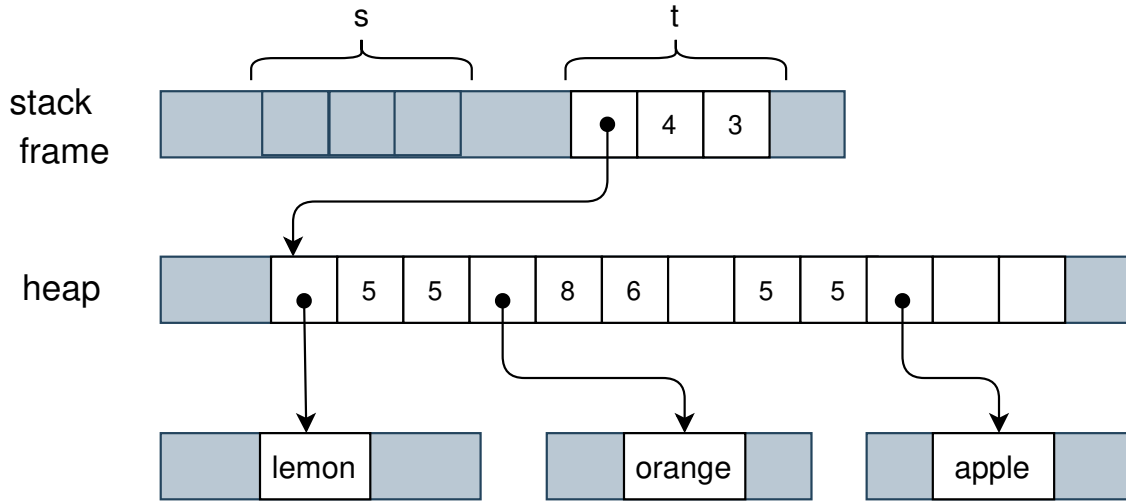 s t
stack
frame
4 3
heap
5 5 8 6 5 5
lemon orange apple